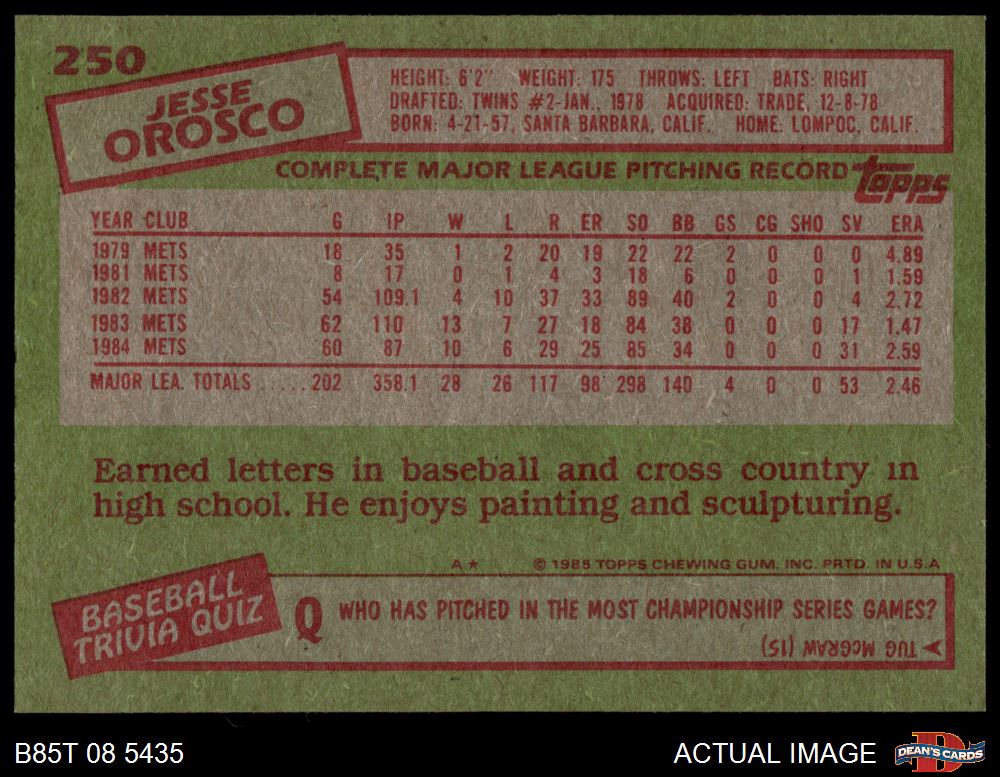 250
JESSE
OROSCO
HEIGHT: 6'2" WEIGHT: 175 THROWS: LEFT BATS: RIGHT
DRAFTED: TWINS #2-JAN., 1978 ACQUIRED: TRADE, 12-8-78
BORN: 4-21-57, SANTA BARBARA, CALIF. HOME: LOMPOC, CALIF.
COMPLETE MAJOR LEAGUE PITCHING RECORD
Topps
YEAR CLUB G IP W L R ER SO BB GS CG SHO SV ERA
1979 METS 18 35 1 2 20 19 22 22 2 0 0 0 4.89
1981 METS 8 17 0 1 4 3 18 6 0 0 0 1 1.59
1982 METS 54 109.1 4 10 37 33 89 40 2 0 0 4 2.72
1983 METS 62 110 13 7 27 18 84 38 0 0 0 17 1.47
1984 METS 60 87 10 6 29 25 85 34 0 0 0 31 2.59
MAJOR LEA. TOTALS .....202 358.1 28 26 117 98 298 140 4 0 0 53 2.46
Earned letters in baseball and cross country in
high school. He enjoys painting and sculpturing.
A★ © 1985 TOPPS CHEWING GUM, INC. PRTD. IN U.S.A
BASEBALL
TRIVIA QUIZ
Q WHO HAS PITCHED IN THE MOST CHAMPIONSHIP SERIES GAMES?
TUG McGRAW (15)
B85T 08 5435
ACTUAL IMAGE
D
DEAN'S CARDS